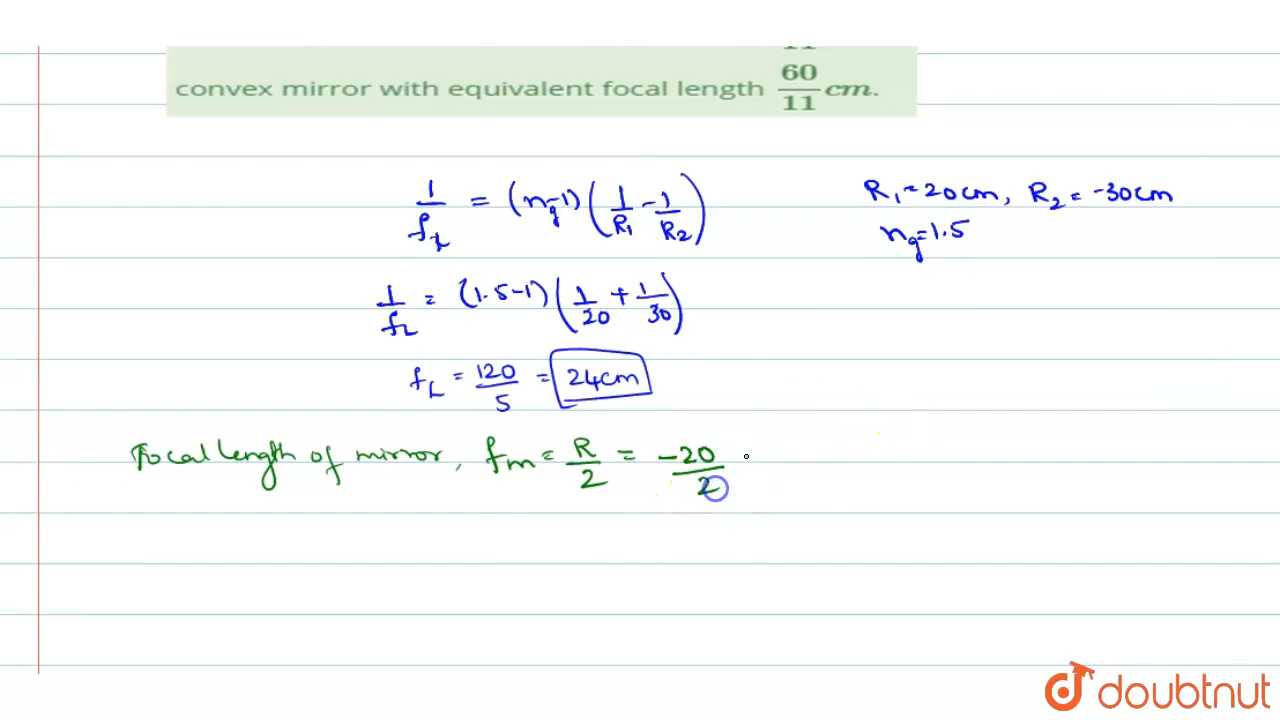 60
convex mirror with equivalent focal length 60/11 cm.
1/f_L = (n_g-1) (1/R_1 - 1/R_2)
R_1 = 20cm, R_2 = -30cm
n_g = 1.5
1/f_L = (1.5-1) (1/20 + 1/30)
f_L = 120/5 = 24cm
Focal length of mirror, f_m = R/2 = -20/2
doubtnut